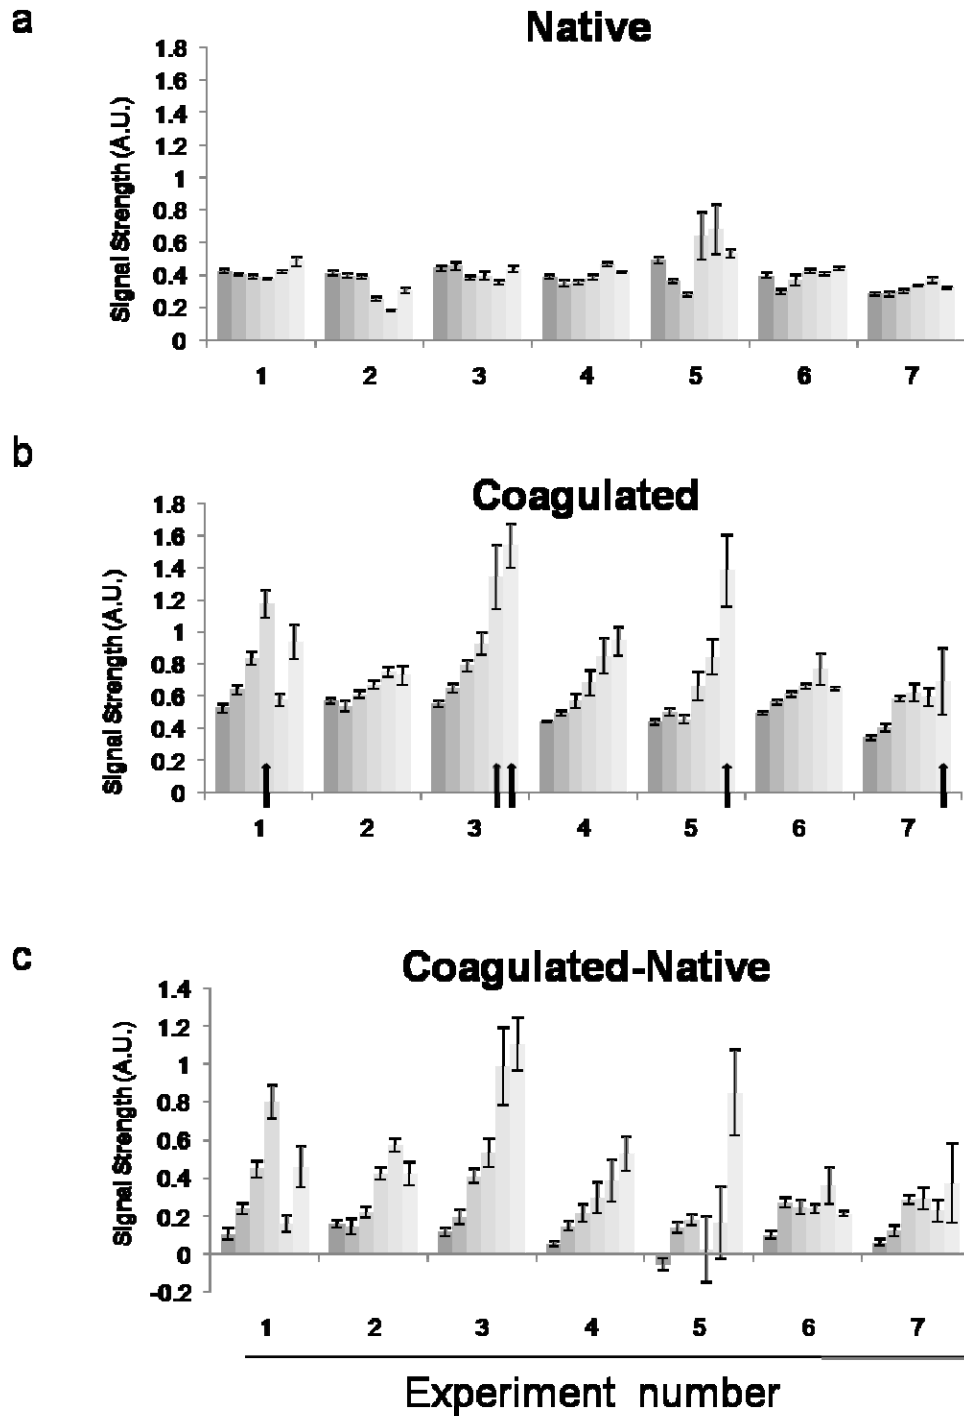 a
Native
Signal Strength (A.U.)
1.8
1.6
1.4
1.2
1
0.8
0.6
0.4
0.2
0
1 2 3 4 5 6 7
b
Coagulated
Signal Strength (A.U.)
1.8
1.6
1.4
1.2
1
0.8
0.6
0.4
0.2
0
1 2 3 4 5 6 7
c
Coagulated-Native
Signal Strength (A.U.)
1.4
1.2
1
0.8
0.6
0.4
0.2
0
-0.2
1 2 3 4 5 6 7
Experiment number